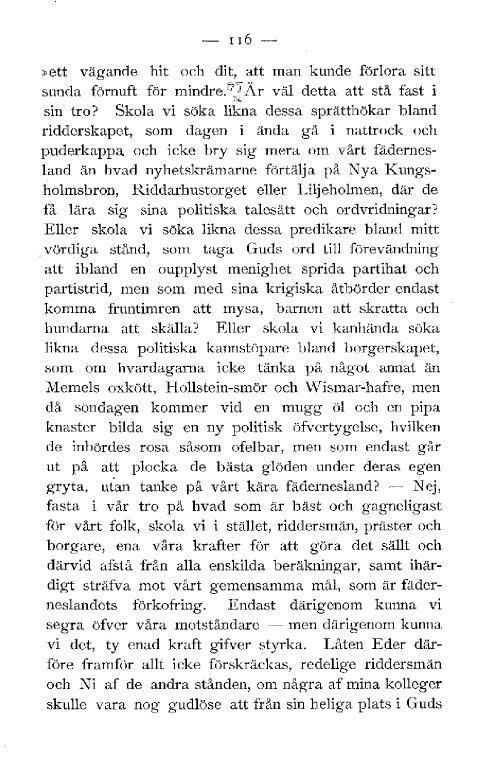 — 116 —
»ett vägande hit och dit, att man kunde förlora sitt
sunda förnuft för mindre.” Är väl detta att stå fast i
sin tro? Skola vi söka likna dessa sprätthökar bland
ridderskapet, som dagen i ända gå i nattrock och
puderkappa och icke bry sig mera om vårt fädernes-
land än hvad nyhetskrämarne förtälja på Nya Kungs-
holmsbron, Riddarhustorget eller Liljeholmen, där de
få lära sig sina politiska talesätt och ordvridningar?
Eller skola vi söka likna dessa predikare bland mitt
vördiga stånd, som taga Guds ord till förevändning
att ibland en oupplyst menighet sprida partihat och
partistrid, men som med sina krigiska åtbörder endast
komma fruntimren att mysa, barnen att skratta och
hundarna att skälla? Eller skola vi kanhända söka
likna dessa politiska kannstöpare bland borgerskapet,
som om hvardagarna icke tänka på något annat än
Memels oxkött, Hollstein-smör och Wismar-hafre, men
då söndagen kommer vid en mugg öl och en pipa
knaster bilda sig en ny politisk öfvertygelse, hvilken
de inbördes rosa såsom ofelbar, men som endast går
ut på att plocka de bästa glöden under deras egen
gryta, utan tanke på vårt kära fädernesland? — Nej,
fasta i vår tro på hvad som är bäst och gagneligast
för vårt folk, skola vi i stället, riddersmän, präster och
borgare, ena våra krafter för att göra det sällt och
därvid afstå från alla enskilda beräkningar, samt ihär-
digt sträfva mot vårt gemensamma mål, som är fäder-
neslandets förkofring. Endast därigenom kunna vi
segra öfver våra motståndare — men därigenom kunna
vi det, ty enad kraft gifver styrka. Låten Eder där-
före framför allt icke förskräckas, redelige riddersmän
och Ni af de andra stånden, om några af mina kolleger
skulle vara nog gudlöse att från sin heliga plats i Guds